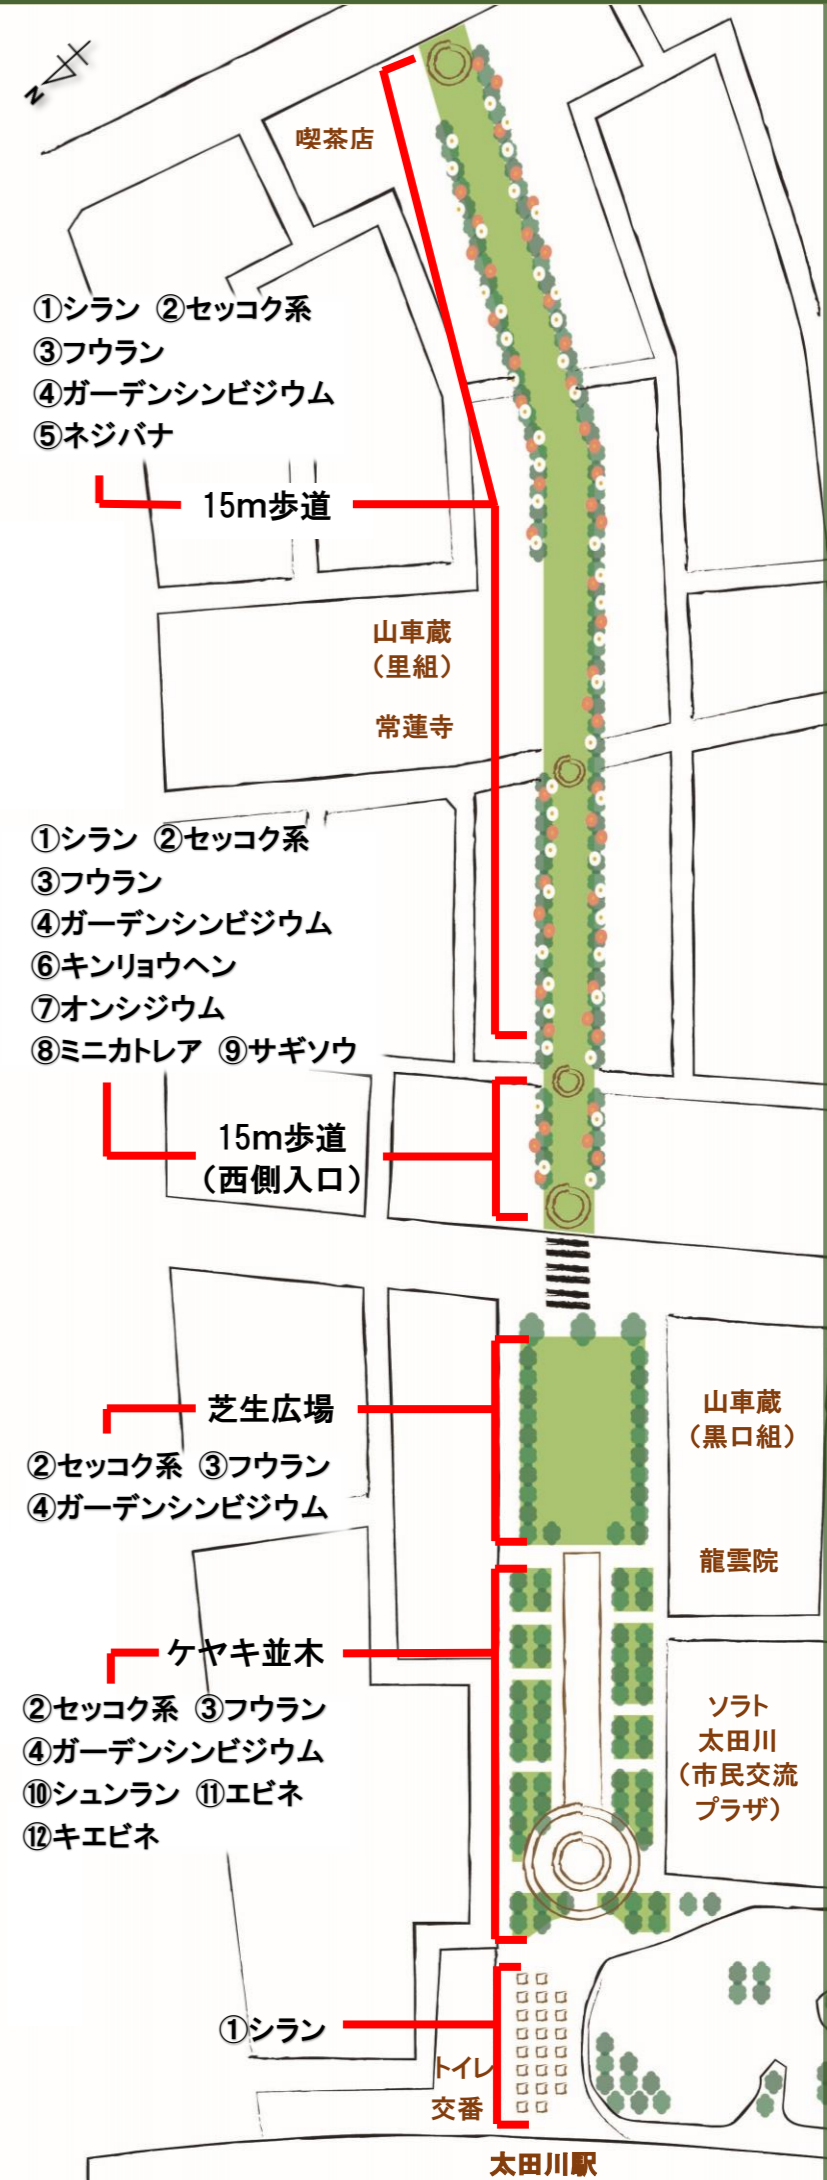 N
喫茶店
①シラン ②セッコク系
③フウラン
④ガーデンシンビジウム
⑤ネジバナ
15m歩道
山車蔵
（里組）
常蓮寺
①シラン ②セッコク系
③フウラン
④ガーデンシンビジウム
⑥キンリョウヘン
⑦オンシジウム
⑧ミニカトレア ⑨サギソウ
15m歩道
（西側入口）
芝生広場
②セッコク系 ③フウラン
④ガーデンシンビジウム
山車蔵
（黒口組）
龍雲院
ケヤキ並木
②セッコク系 ③フウラン
④ガーデンシンビジウム
⑩シュンラン ⑪エビネ
⑫キエビネ
ソラト
太田川
（市民交流
プラザ）
①シラン
トイレ
交番
太田川駅